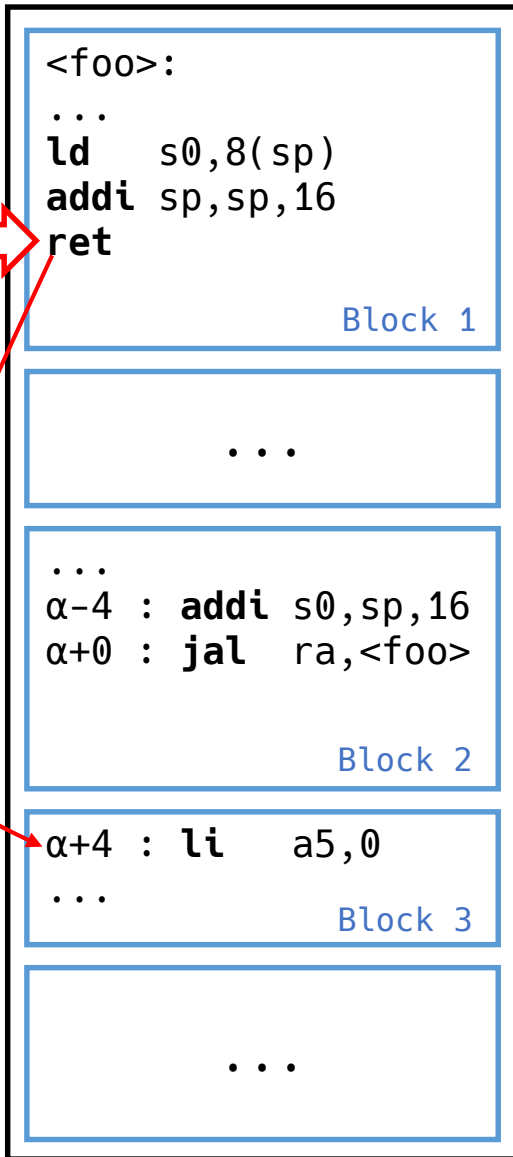 <foo>:
...
ld s0,8(sp)
addi sp,sp,16
ret
Block 1
...
...
α-4 : addi s0,sp,16
α+0 : jal ra,<foo>
Block 2
α+4 : li a5,0
...
Block 3
...